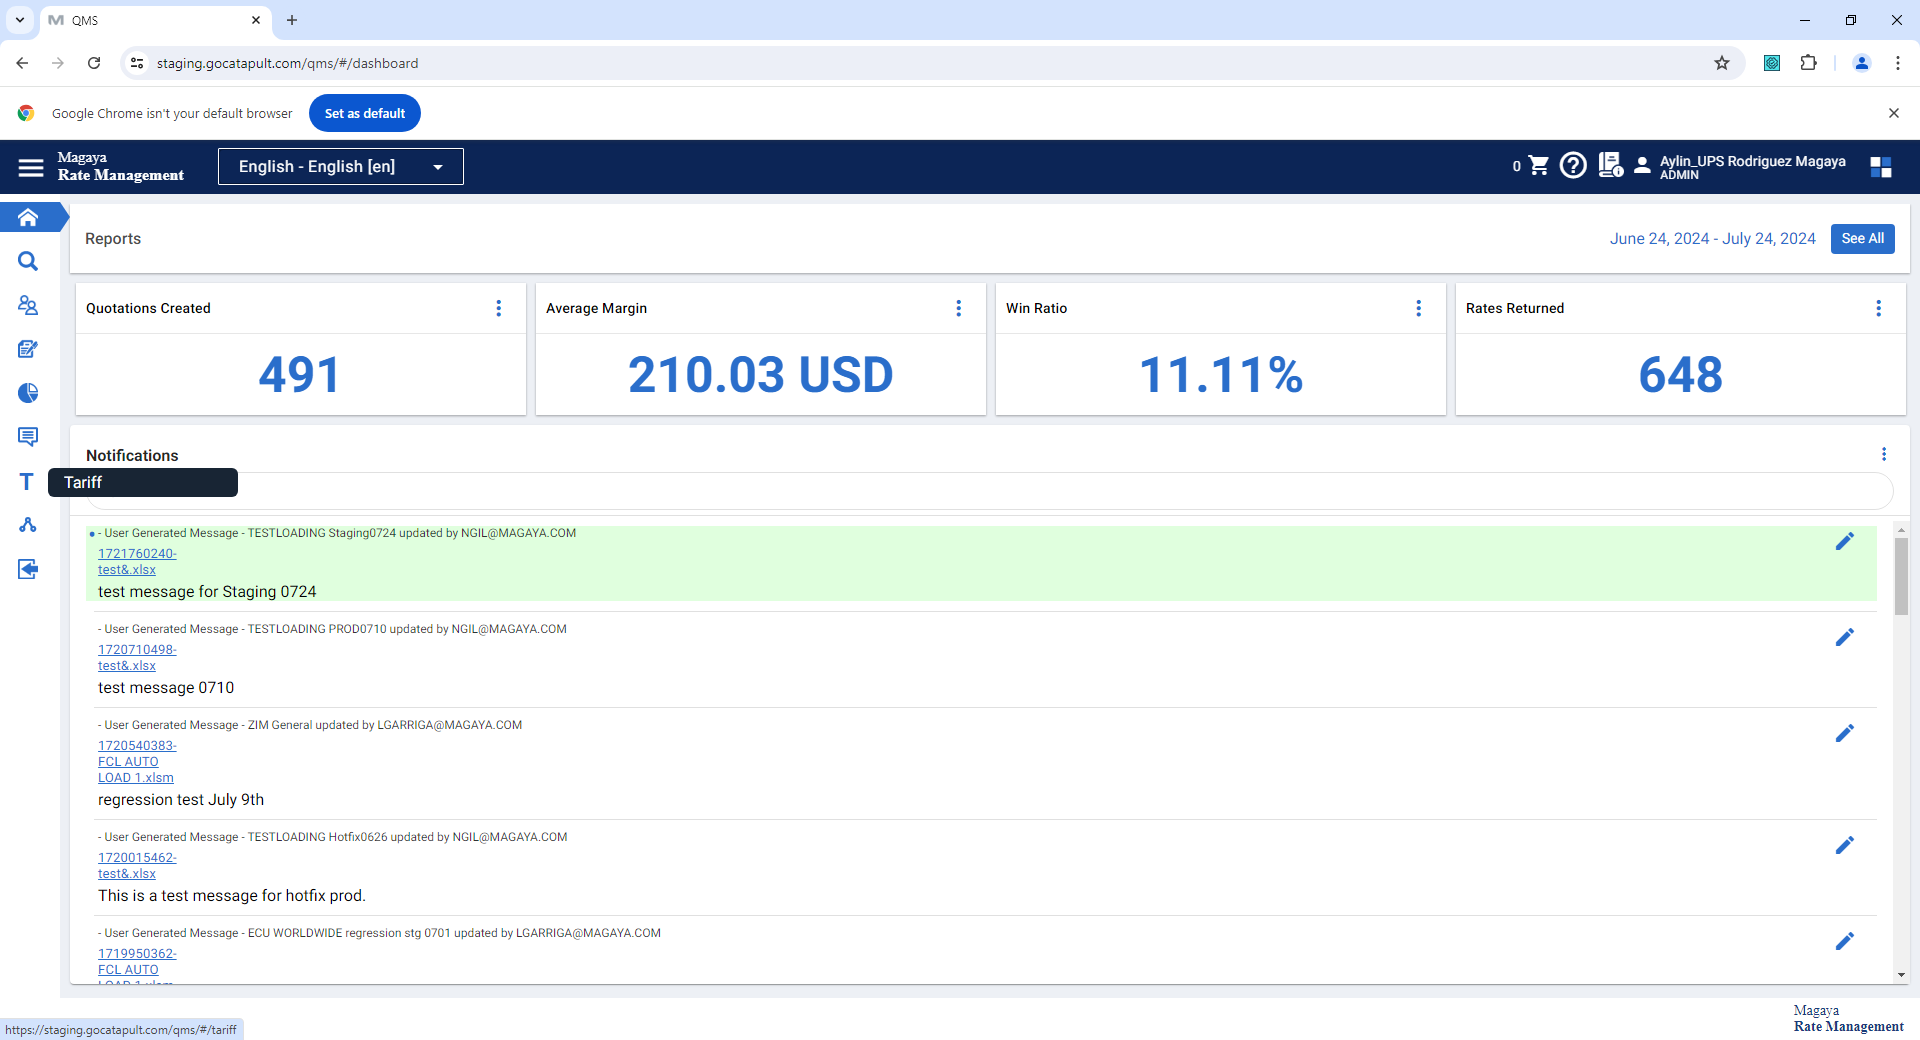 QMS
staging.gocatapult.com/qms/#/dashboard
Google Chrome isn't your default browser
Set as default
Magaya
Rate Management
English - English [en]
0
Aylin_UPS Rodriguez Magaya
ADMIN
Reports
June 24, 2024 - July 24, 2024
See All
Quotations Created
Average Margin
Win Ratio
Rates Returned
491
210.03 USD
11.11%
648
Notifications
T
Tariff
- User Generated Message - TESTLOADING Staging0724 updated by NGIL@MAGAYA.COM
1721760240-
test&.xlsx
test message for Staging 0724
- User Generated Message - TESTLOADING PROD0710 updated by NGIL@MAGAYA.COM
1720710498-
test&.xlsx
test message 0710
- User Generated Message - ZIM General updated by LGARRIGA@MAGAYA.COM
1720540383-
FCL AUTO
LOAD 1.xlsm
regression test July 9th
- User Generated Message - TESTLOADING Hotfix0626 updated by NGIL@MAGAYA.COM
1720015462-
test&.xlsx
This is a test message for hotfix prod.
- User Generated Message - ECU WORLDWIDE regression stg 0701 updated by LGARRIGA@MAGAYA.COM
1719950362-
FCL AUTO
LOAD 1.xlsm
https://staging.gocatapult.com/qms/#/tariff
Magaya
Rate Management